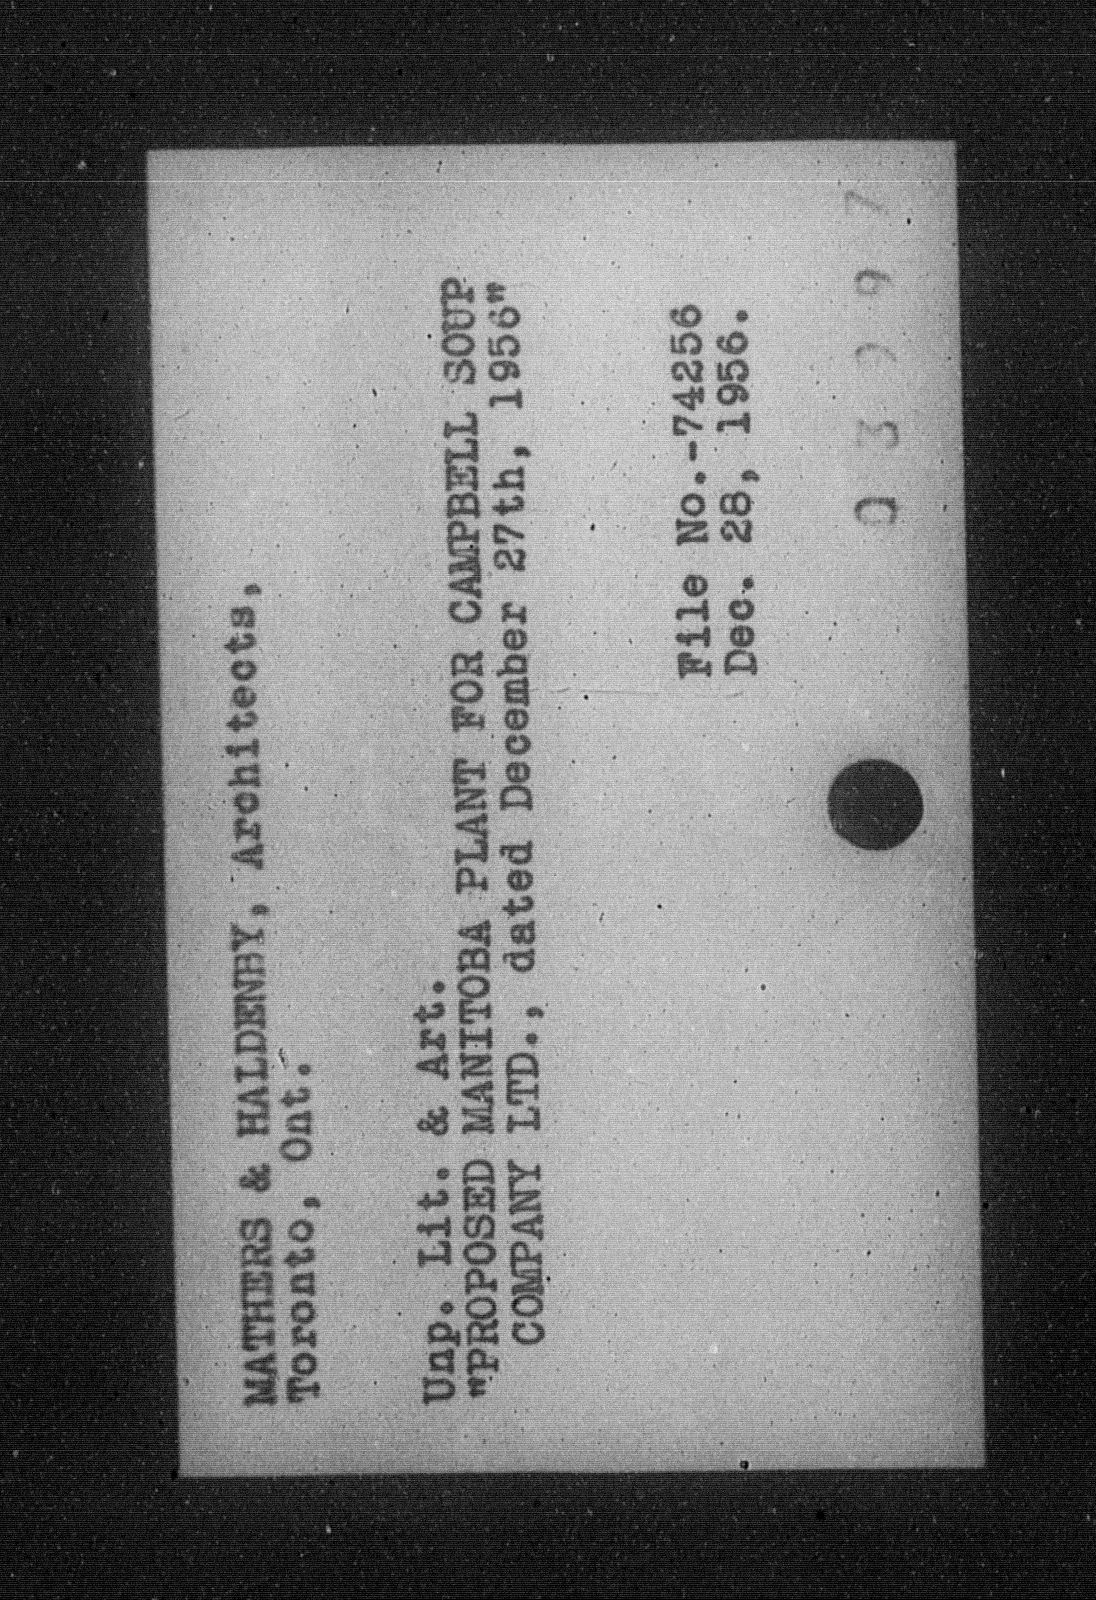 MATHERS & HALDENBY, Architects,
Toronto, Ont.
Unp. Lit. & Art.
"PROPOSED MANITOBA PLANT FOR CAMPBELL SOUP
COMPANY LTD., dated December 27th, 1956"
File No.-74256
Dec. 28, 1956.